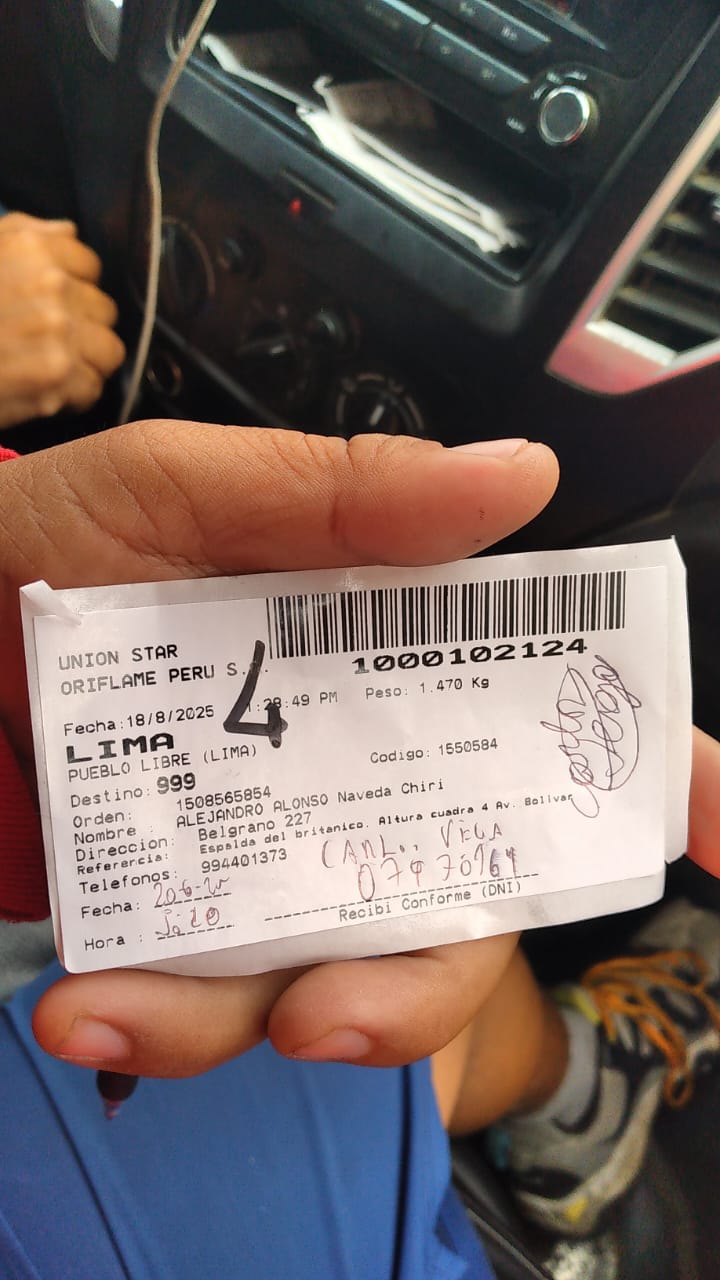 UNION STAR
ORIFLAME PERU S.
1000102124
4
Fecha:18/8/2025 :28:49 PM Peso: 1.470 Kg
LIMA
PUEBLO LIBRE (LIMA)
Destino: 999 Codigo: 1550584
Orden: 1508565854
Nombre : ALEJANDRO ALONSO Naveda Chiri
Direccion: Belgrano 227
Referencia: Espalda del britanico. Altura cuadra 4 Av. Bolivar
Telefonos: 994401373
VEGA
Fecha:
Hora :
Recibi Conforme (DNI)